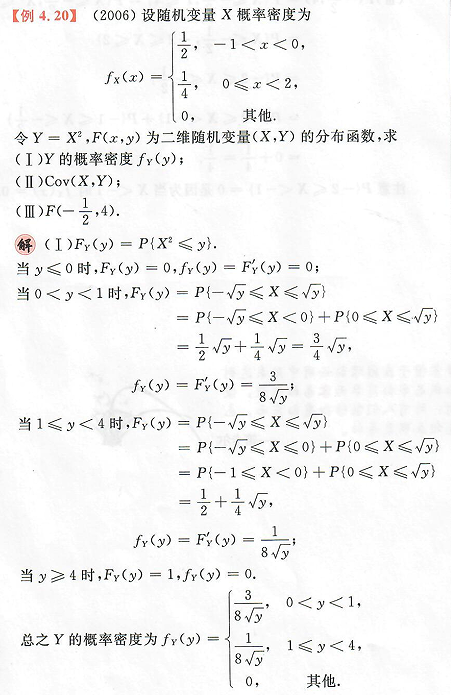 【例 4.20】 (2006) 设随机变量 X 概率密度为
f_X(x) = { 1/2, -1 < x < 0,
1/4, 0 ≤ x < 2,
0, 其他.
令 Y = X², F(x,y) 为二维随机变量(X,Y) 的分布函数,求
(Ⅰ)Y 的概率密度 f_Y(y);
(Ⅱ)Cov(X,Y);
(Ⅲ)F(-1/2,4).
解 (Ⅰ)F_Y(y) = P{X² ≤ y}.
当 y ≤ 0 时,F_Y(y) = 0,f_Y(y) = F′_Y(y) = 0;
当 0 < y < 1 时,F_Y(y) = P{-√y ≤ X ≤ √y}
= P{-√y ≤ X < 0} + P{0 ≤ X ≤ √y}
= 1/2 √y + 1/4 √y = 3/4 √y,
f_Y(y) = F′_Y(y) = 3/(8√y);
当 1 ≤ y < 4 时,F_Y(y) = P{-√y ≤ X ≤ √y}
= P{-√y ≤ X ≤ 0} + P{0 ≤ X ≤ √y}
= P{-1 ≤ X < 0} + P{0 ≤ X ≤ √y}
= 1/2 + 1/4 √y,
f_Y(y) = F′_Y(y) = 1/(8√y);
当 y ≥ 4 时,F_Y(y) = 1,f_Y(y) = 0.
总之 Y 的概率密度为 f_Y(y) = { 3/(8√y), 0 < y < 1,
1/(8√y), 1 ≤ y < 4,
0, 其他.